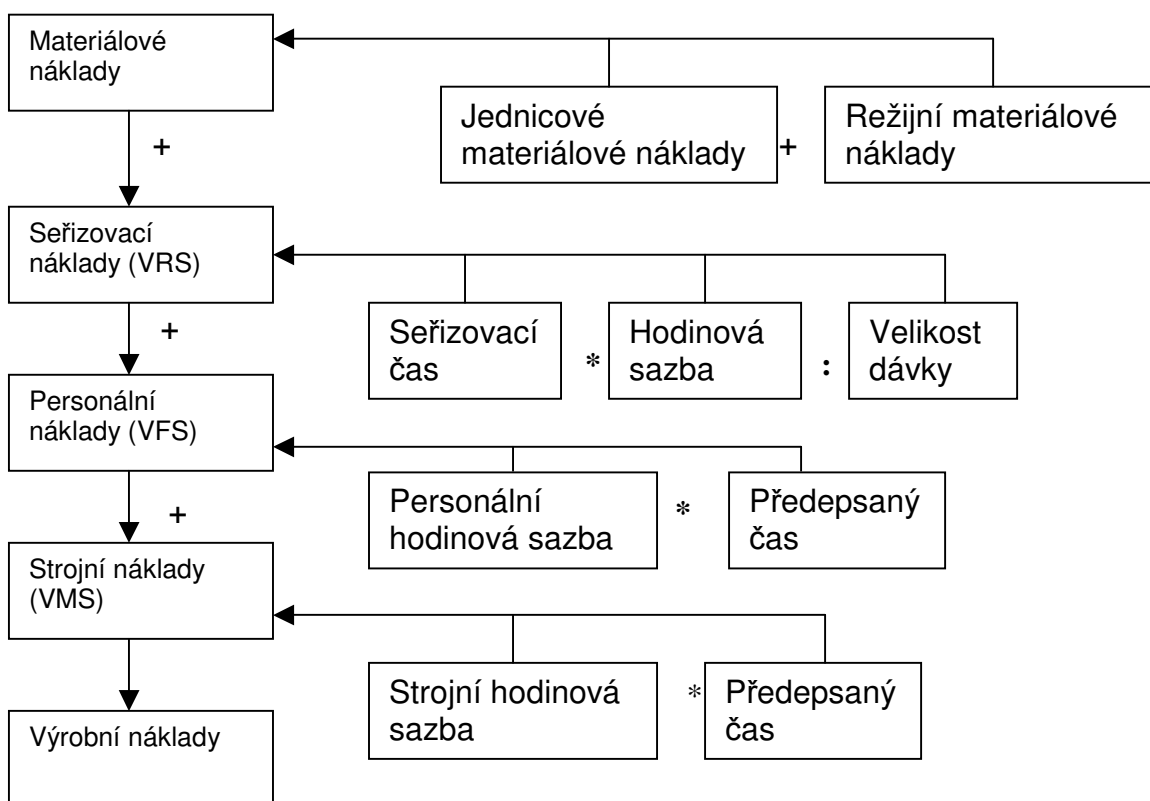 Materiálové
náklady
+
Jednicové
materiálové náklady
+
Režijní materiálové
náklady
Seřizovací
náklady (VRS)
+
Seřizovací
čas
*
Hodinová
sazba
:
Velikost
dávky
Personální
náklady (VFS)
+
Personální
hodinová sazba
*
Předepsaný
čas
Strojní náklady
(VMS)
Strojní hodinová
sazba
*
Předepsaný
čas
Výrobní náklady